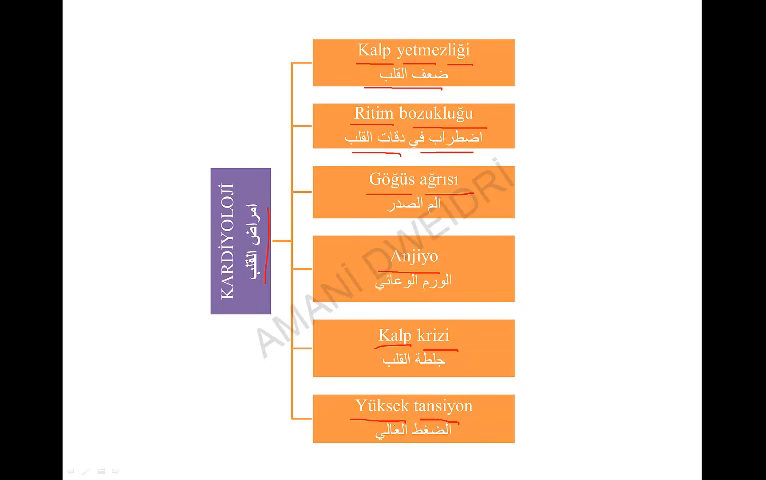 KARDİYOLOJİ
امراض القلب
Kalp yetmezliği
ضعف القلب
Ritim bozukluğu
اضطراب في دقات القلب
Göğüs ağrısı
الم الصدر
Anjiyo
الورم الوعائي
Kalp krizi
جلطة القلب
Yüksek tansiyon
الضغط العالي
AMANİ DWEIDRI